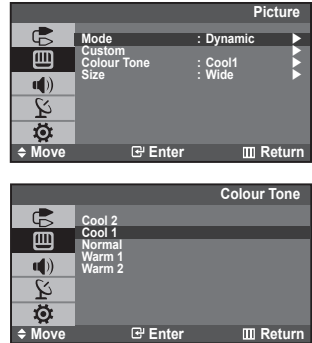 Picture
Mode : Dynamic
Custom
Colour Tone : Cool1
Size : Wide
Move Enter Return
Colour Tone
Cool 2
Cool 1
Normal
Warm 1
Warm 2
Move Enter Return